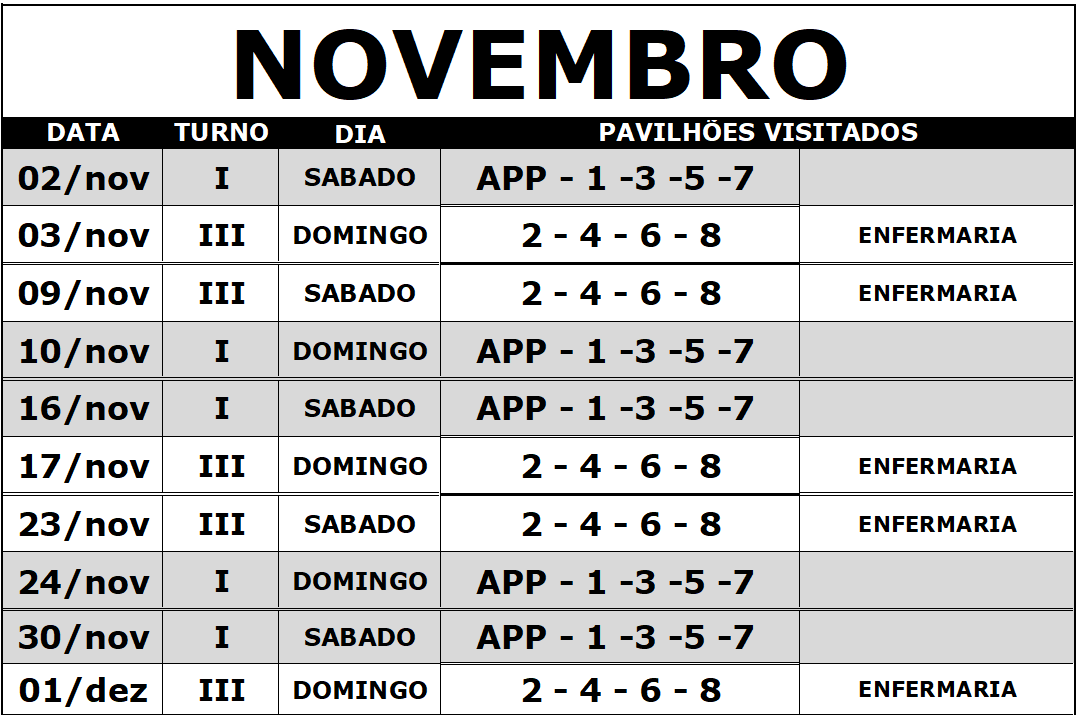 NOVEMBRO
DATA TURNO DIA PAVILHÕES VISITADOS
02/nov I SABADO APP - 1 -3 -5 -7
03/nov III DOMINGO 2 - 4 - 6 - 8 ENFERMARIA
09/nov III SABADO 2 - 4 - 6 - 8 ENFERMARIA
10/nov I DOMINGO APP - 1 -3 -5 -7
16/nov I SABADO APP - 1 -3 -5 -7
17/nov III DOMINGO 2 - 4 - 6 - 8 ENFERMARIA
23/nov III SABADO 2 - 4 - 6 - 8 ENFERMARIA
24/nov I DOMINGO APP - 1 -3 -5 -7
30/nov I SABADO APP - 1 -3 -5 -7
01/dez III DOMINGO 2 - 4 - 6 - 8 ENFERMARIA